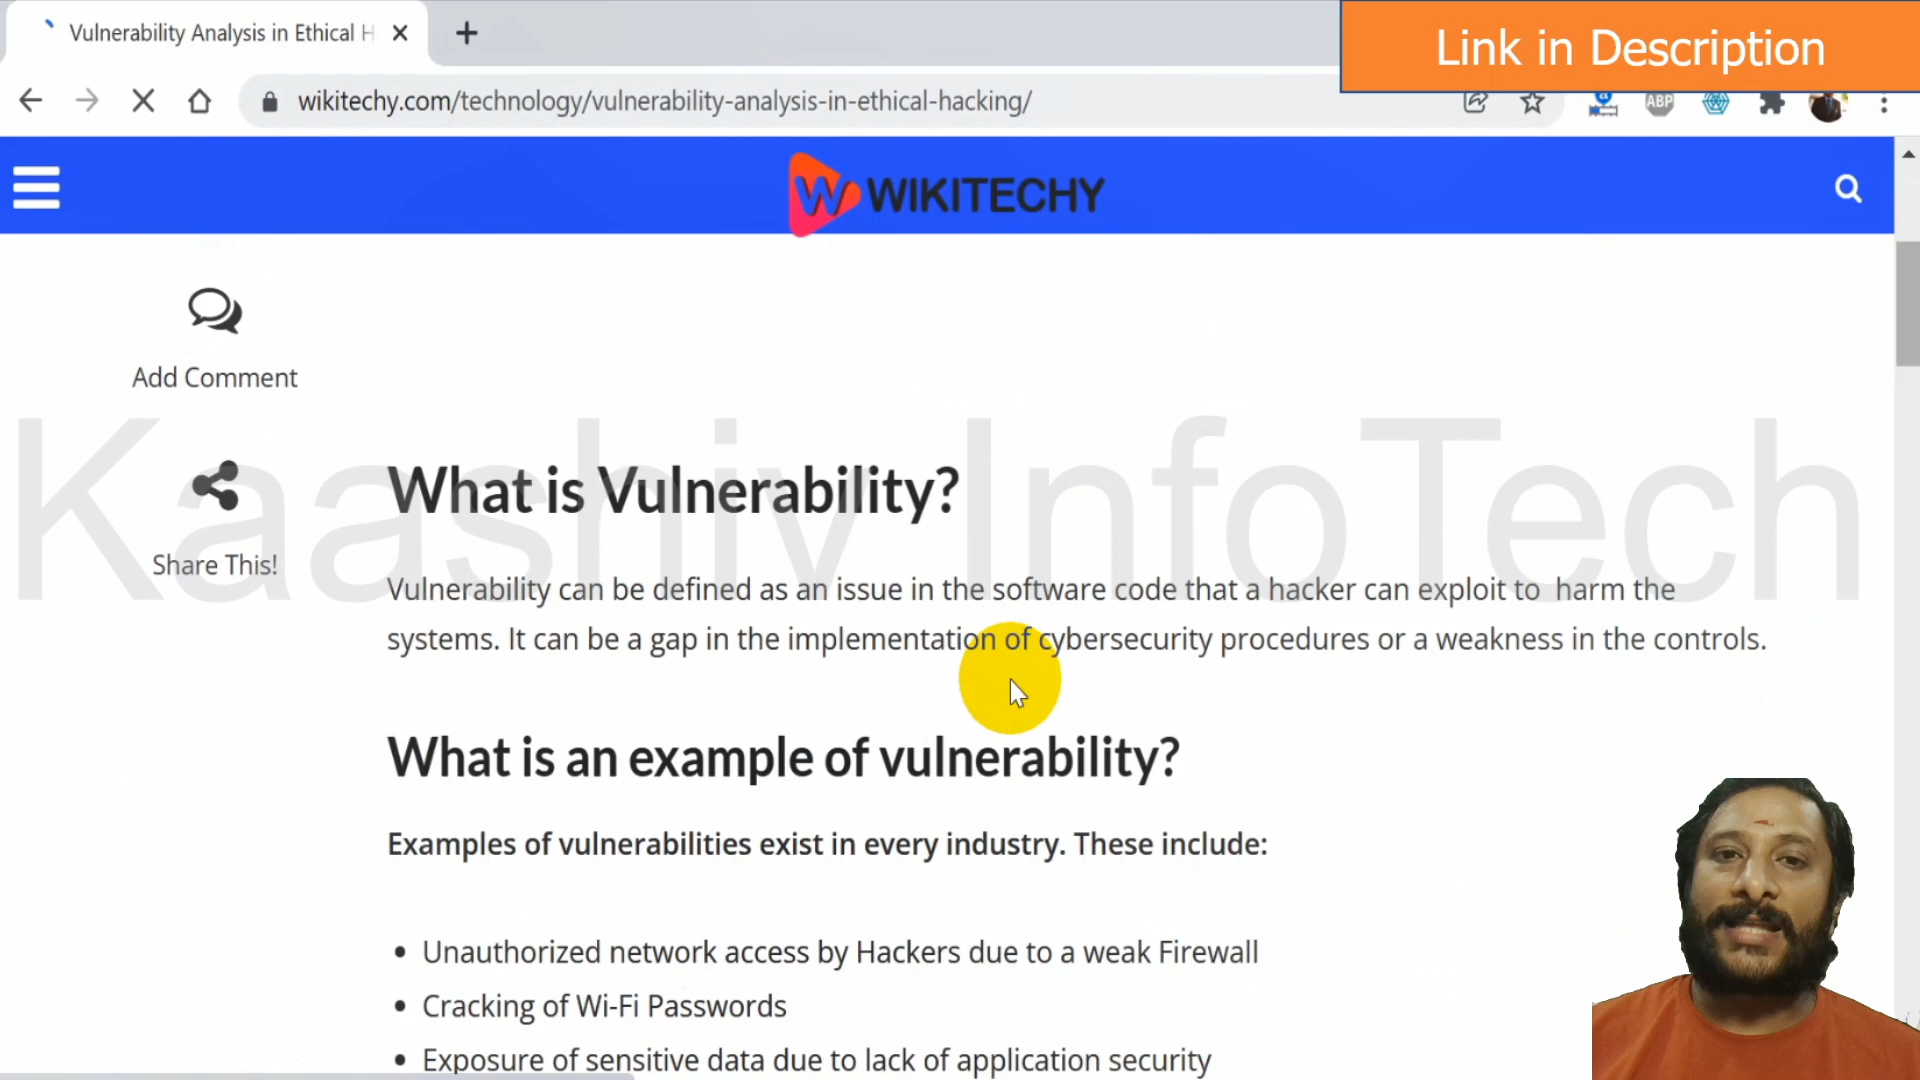 Vulnerability Analysis in Ethical H
Link in Description
wikitechy.com/technology/vulnerability-analysis-in-ethical-hacking/
ABP
W WIKITECHY
Add Comment
Kaashiv InfoTech
What is Vulnerability?
Share This!
Vulnerability can be defined as an issue in the software code that a hacker can exploit to harm the
systems. It can be a gap in the implementation of cybersecurity procedures or a weakness in the controls.
What is an example of vulnerability?
Examples of vulnerabilities exist in every industry. These include:
• Unauthorized network access by Hackers due to a weak Firewall
• Cracking of Wi-Fi Passwords
• Exposure of sensitive data due to lack of application security